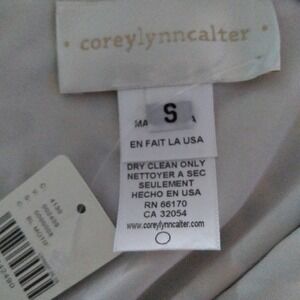 • coreylynncalter •
S
EN FAIT LA USA
DRY CLEAN ONLY
NETTOYER A SEC
SEULEMENT
HECHO EN USA
RN 66170
CA 32054
www.coreylynncalter.com
4190